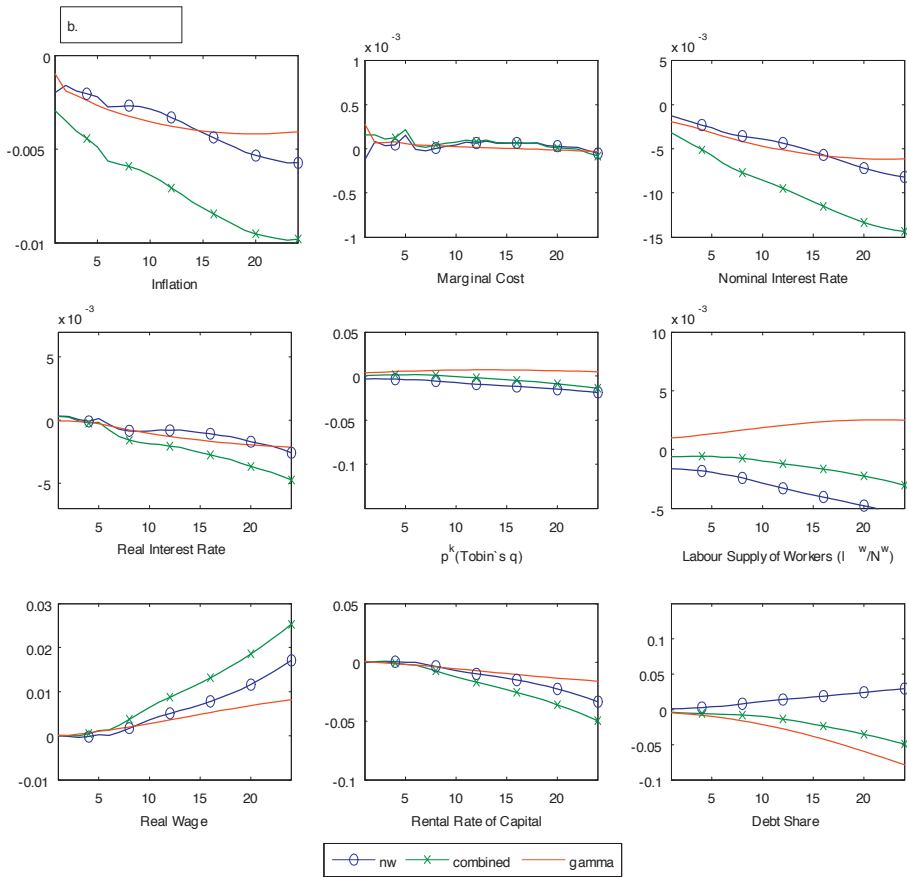 b.
x 10^-3
x 10^-3
0
-0.005
-0.01
1
0.5
0
-0.5
-1
5
0
-5
-10
-15
5 10 15 20
5 10 15 20
5 10 15 20
Inflation
Marginal Cost
Nominal Interest Rate
x 10^-3
x 10^-3
5
0
-5
0.05
0
-0.05
-0.1
10
5
0
-5
5 10 15 20
5 10 15 20
5 10 15 20
Real Interest Rate
p^k (Tobin`s q)
Labour Supply of Workers (l^w/N^w)
0.03
0.02
0.01
0
-0.01
0.05
0
-0.05
-0.1
0.1
0.05
0
-0.05
-0.1
5 10 15 20
5 10 15 20
5 10 15 20
Real Wage
Rental Rate of Capital
Debt Share
nw combined gamma